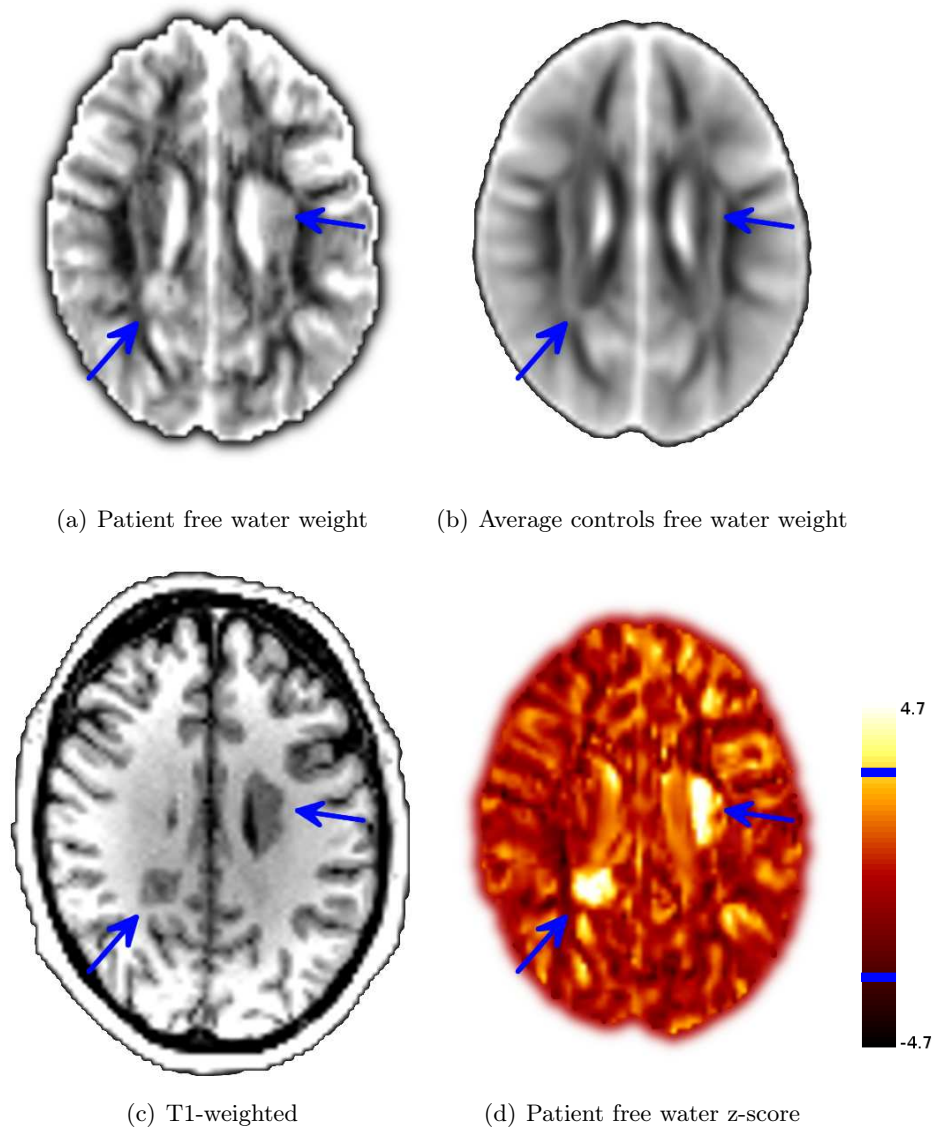 (a) Patient free water weight
(b) Average controls free water weight
4.7
-4.7
(c) T1-weighted
(d) Patient free water z-score